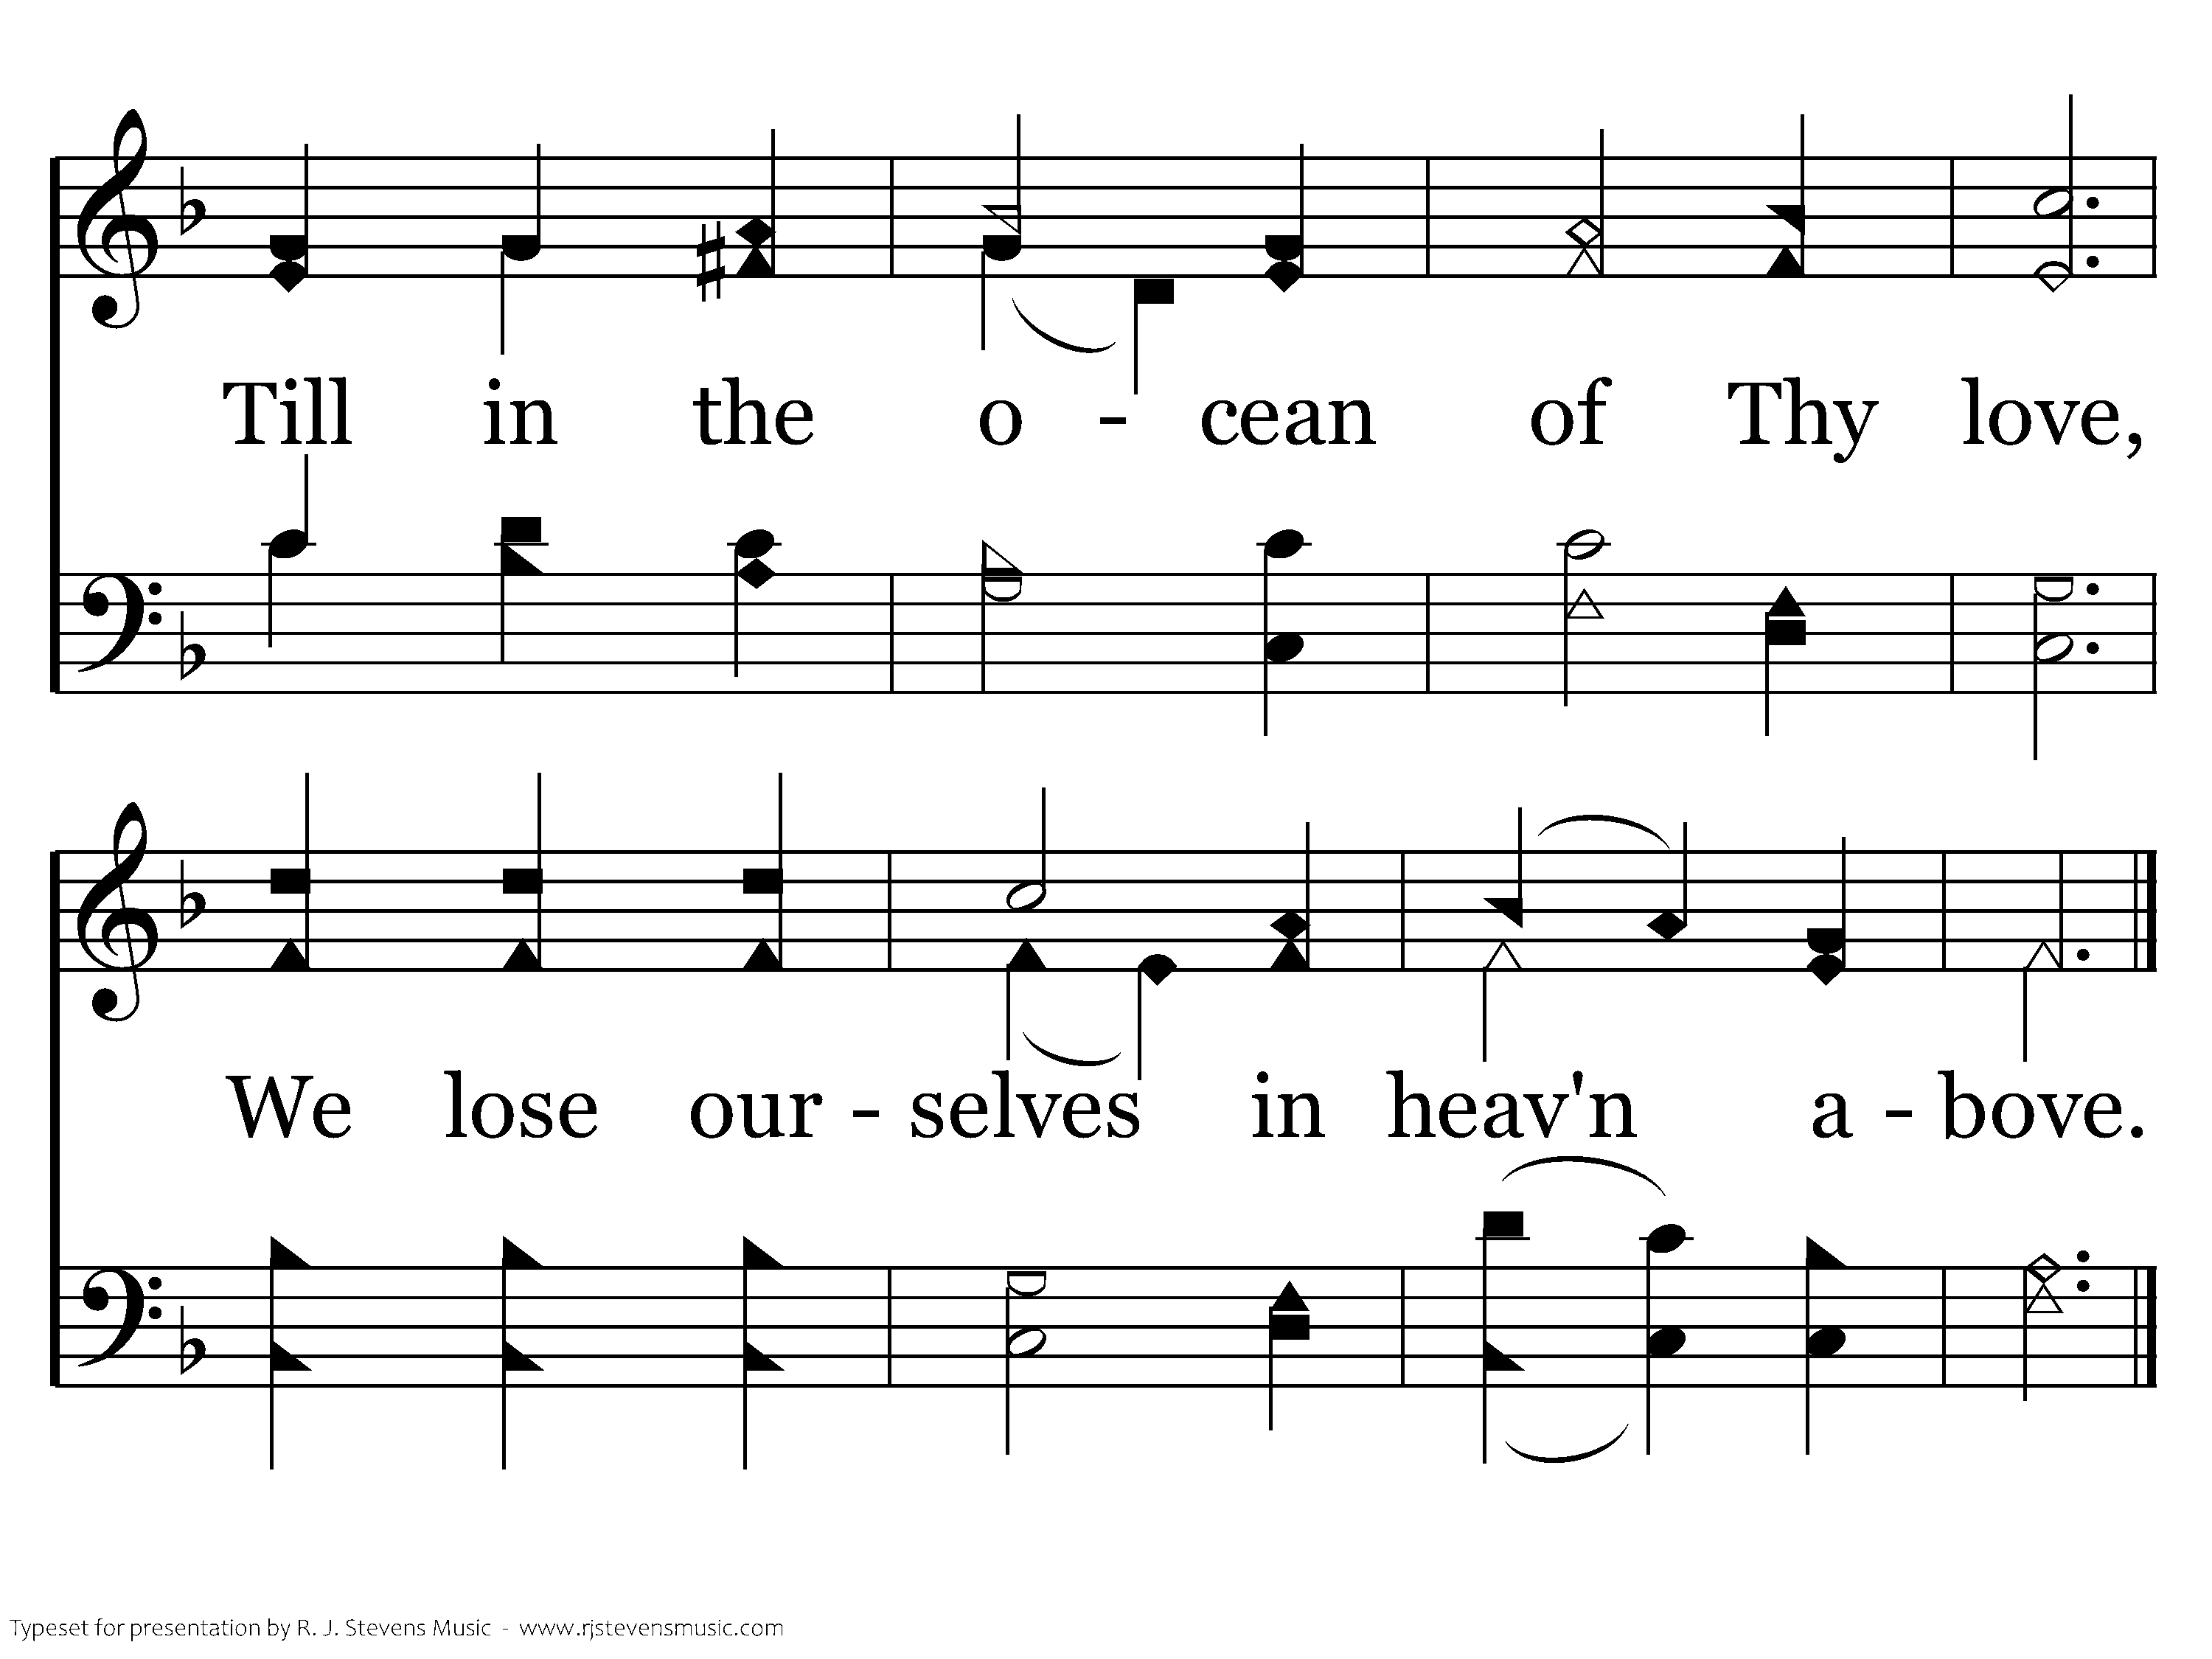 Till in the o - cean of Thy love,
We lose our - selves in heav'n a - bove.
Typeset for presentation by R. J. Stevens Music - www.rjstevensmusic.com